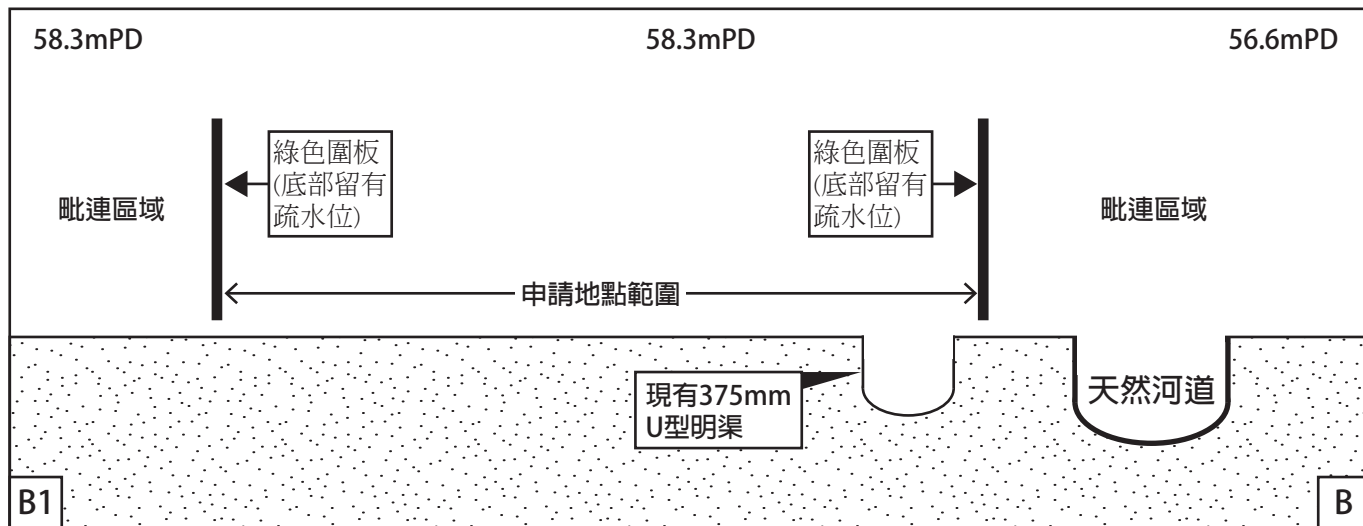 58.3mPD
58.3mPD
56.6mPD
綠色圍板
(底部留有
疏水位)
綠色圍板
(底部留有
疏水位)
毗連區域
毗連區域
申請地點範圍
現有375mm
U型明渠
天然河道
B1
B